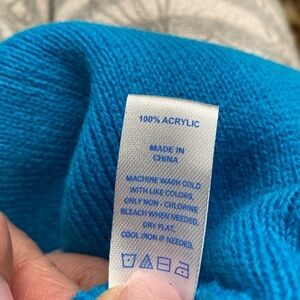 100% ACRYLIC
MADE IN
CHINA
MACHINE WASH COLD
WITH LIKE COLORS,
ONLY NON - CHLORINE
BLEACH WHEN NEEDED,
DRY FLAT,
COOL IRON IF NEEDED.